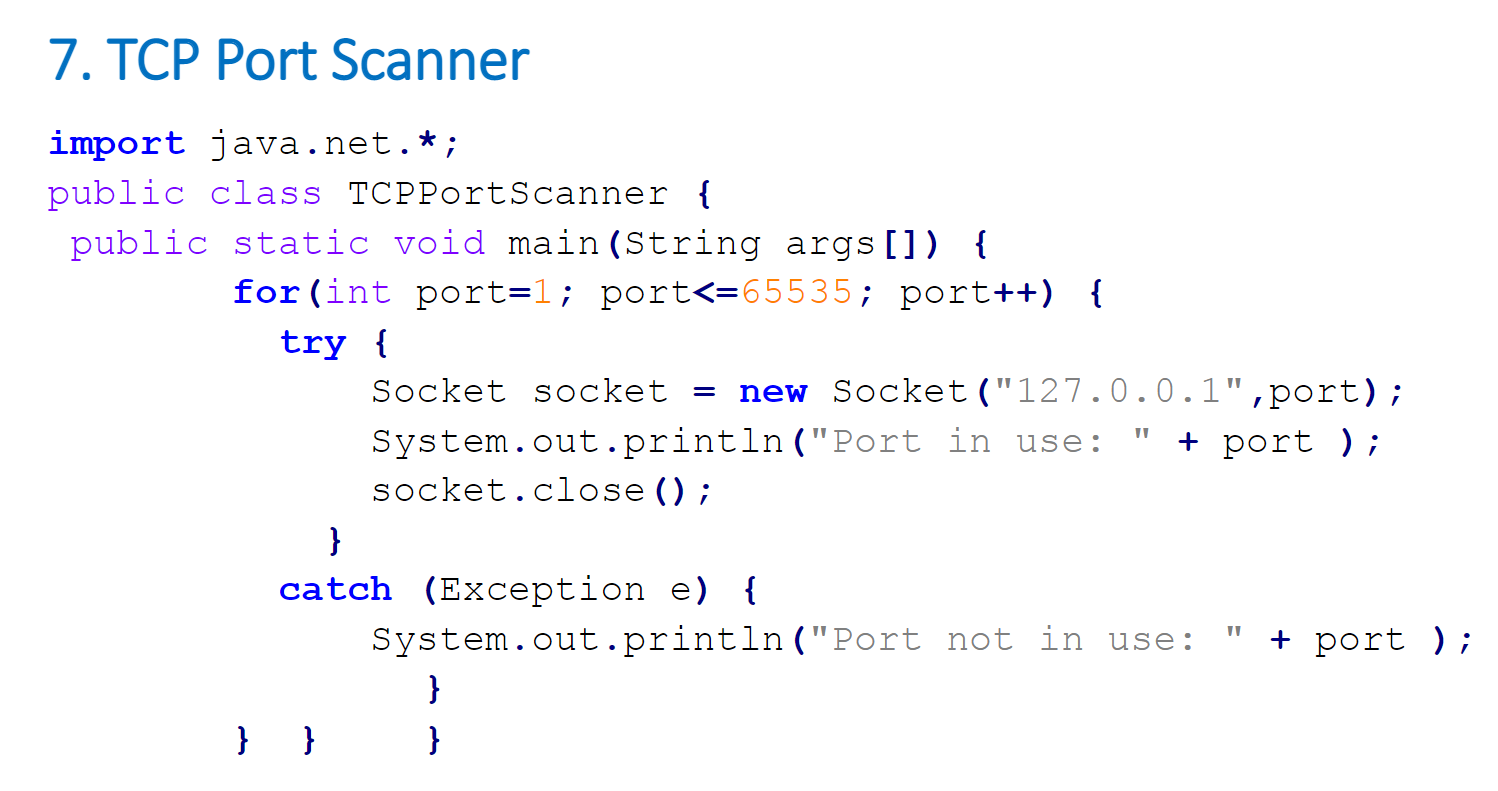 7. TCP Port Scanner
import java.net.*;
public class TCPPortScanner {
public static void main(String args[]) {
for(int port=1; port<=65535; port++) {
try {
Socket socket = new Socket("127.0.0.1",port);
System.out.println("Port in use: " + port );
socket.close();
}
catch (Exception e) {
System.out.println("Port not in use: " + port );
}
} } }